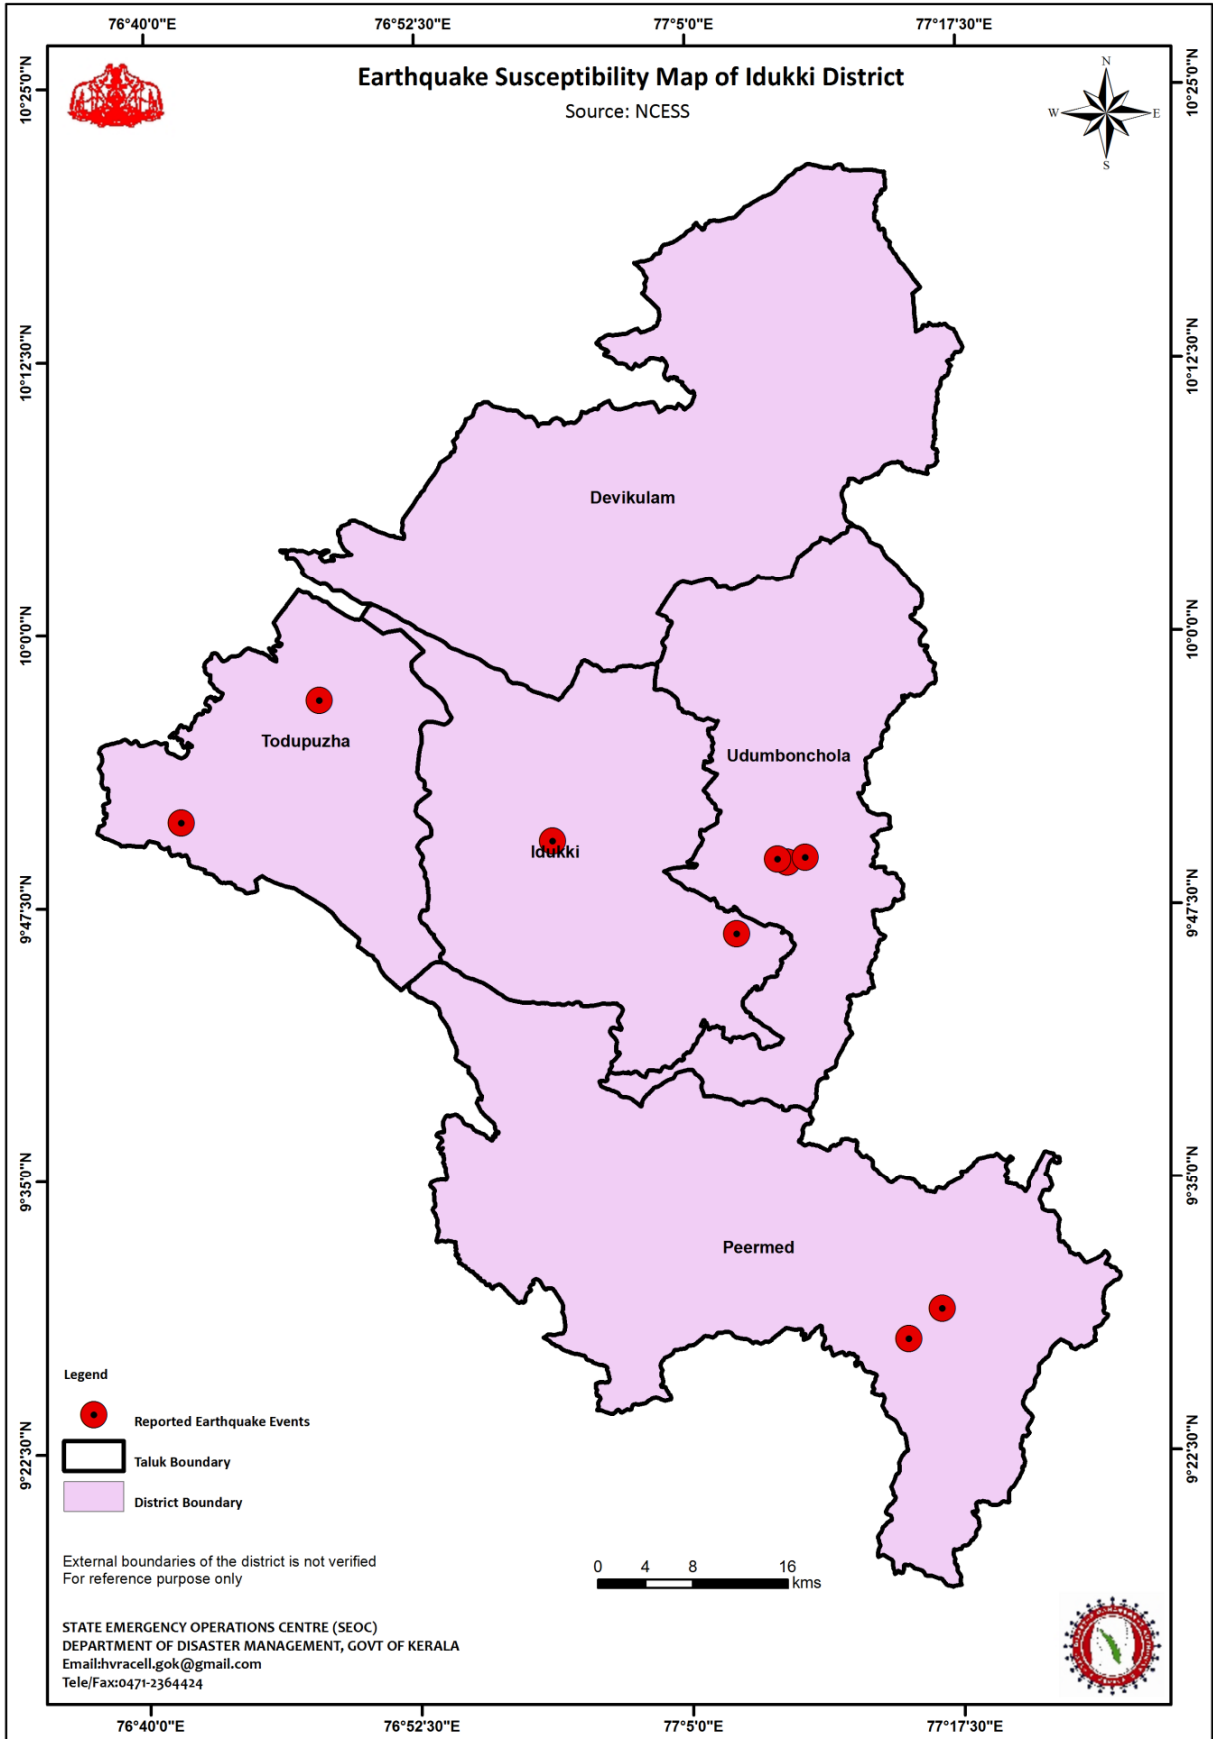 76°40'0"E
76°52'30"E
77°5'0"E
77°17'30"E
10°25'0"N
10°25'0"N
Earthquake Susceptibility Map of Idukki District
Source: NCESS
N
W
E
S
10°12'30"N
10°12'30"N
Devikulam
10°0'0"N
10°0'0"N
Todupuzha
Udumbonchola
Idukki
9°47'30"N
9°47'30"N
9°35'0"N
9°35'0"N
Peermed
Legend
Reported Earthquake Events
Taluk Boundary
District Boundary
9°22'30"N
9°22'30"N
External boundaries of the district is not verified
For reference purpose only
0 4 8 16
kms
STATE EMERGENCY OPERATIONS CENTRE (SEOC)
DEPARTMENT OF DISASTER MANAGEMENT, GOVT OF KERALA
Email:hvracell.gok@gmail.com
Tele/Fax:0471-2364424
76°40'0"E
76°52'30"E
77°5'0"E
77°17'30"E